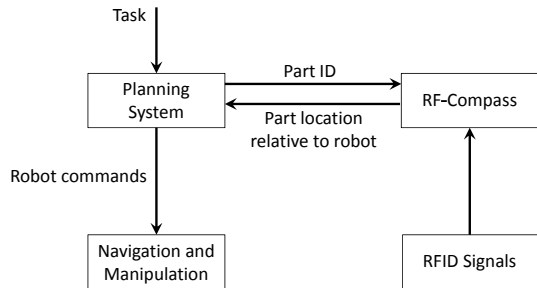 Task
Planning
System
Part ID
RF-Compass
Part location
relative to robot
Robot commands
Navigation and
Manipulation
RFID Signals